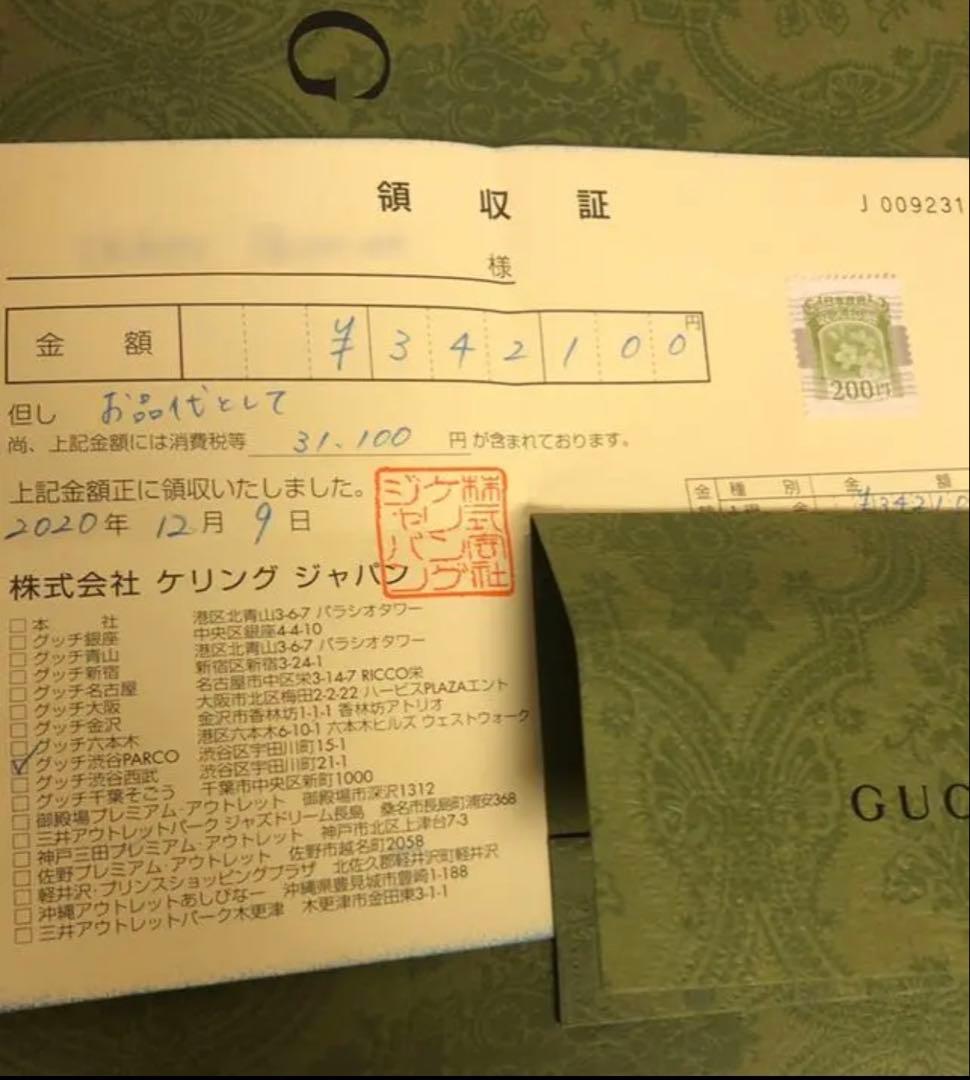 G
領収証
J 009231
様
金額 ¥342100 円
200円
但し お品代として
尚、上記金額には消費税等 31.100 円が含まれております。
上記金額正に領収いたしました。
金種別 金額
¥34210
2020年 12月 9日
株式会社 ケリング ジャパン
株式会社ケリングジャパン
本社 港区北青山3-6-7 パラシオタワー
グッチ銀座 中央区銀座4-4-10
グッチ青山 港区北青山3-6-7 パラシオタワー
グッチ新宿 新宿区新宿3-24-1
グッチ名古屋 名古屋市中区栄3-14-7 RICCO栄
グッチ大阪 大阪市北区梅田2-2-22 ハービスPLAZAエント
グッチ金沢 金沢市香林坊1-1-1 香林坊アトリオ
グッチ六本木 港区六本木6-10-1 六本木ヒルズ ウェストウォーク
グッチ渋谷PARCO 渋谷区宇田川町15-1
グッチ渋谷西武 渋谷区宇田川町21-1
グッチ千葉そごう 千葉市中央区新町1000
御殿場プレミアム・アウトレット 御殿場市深沢1312
三井アウトレットパーク ジャズドリーム長島 桑名市長島町浦安368
神戸三田プレミアム・アウトレット 神戸市北区上津台7-3
佐野プレミアム・アウトレット 佐野市越名町2058
軽井沢・プリンスショッピングプラザ 北佐久郡軽井沢町軽井沢
沖縄アウトレットあしびなー 沖縄県豊見城市豊崎1-188
三井アウトレットパーク木更津 木更津市金田東3-1-1
GUC